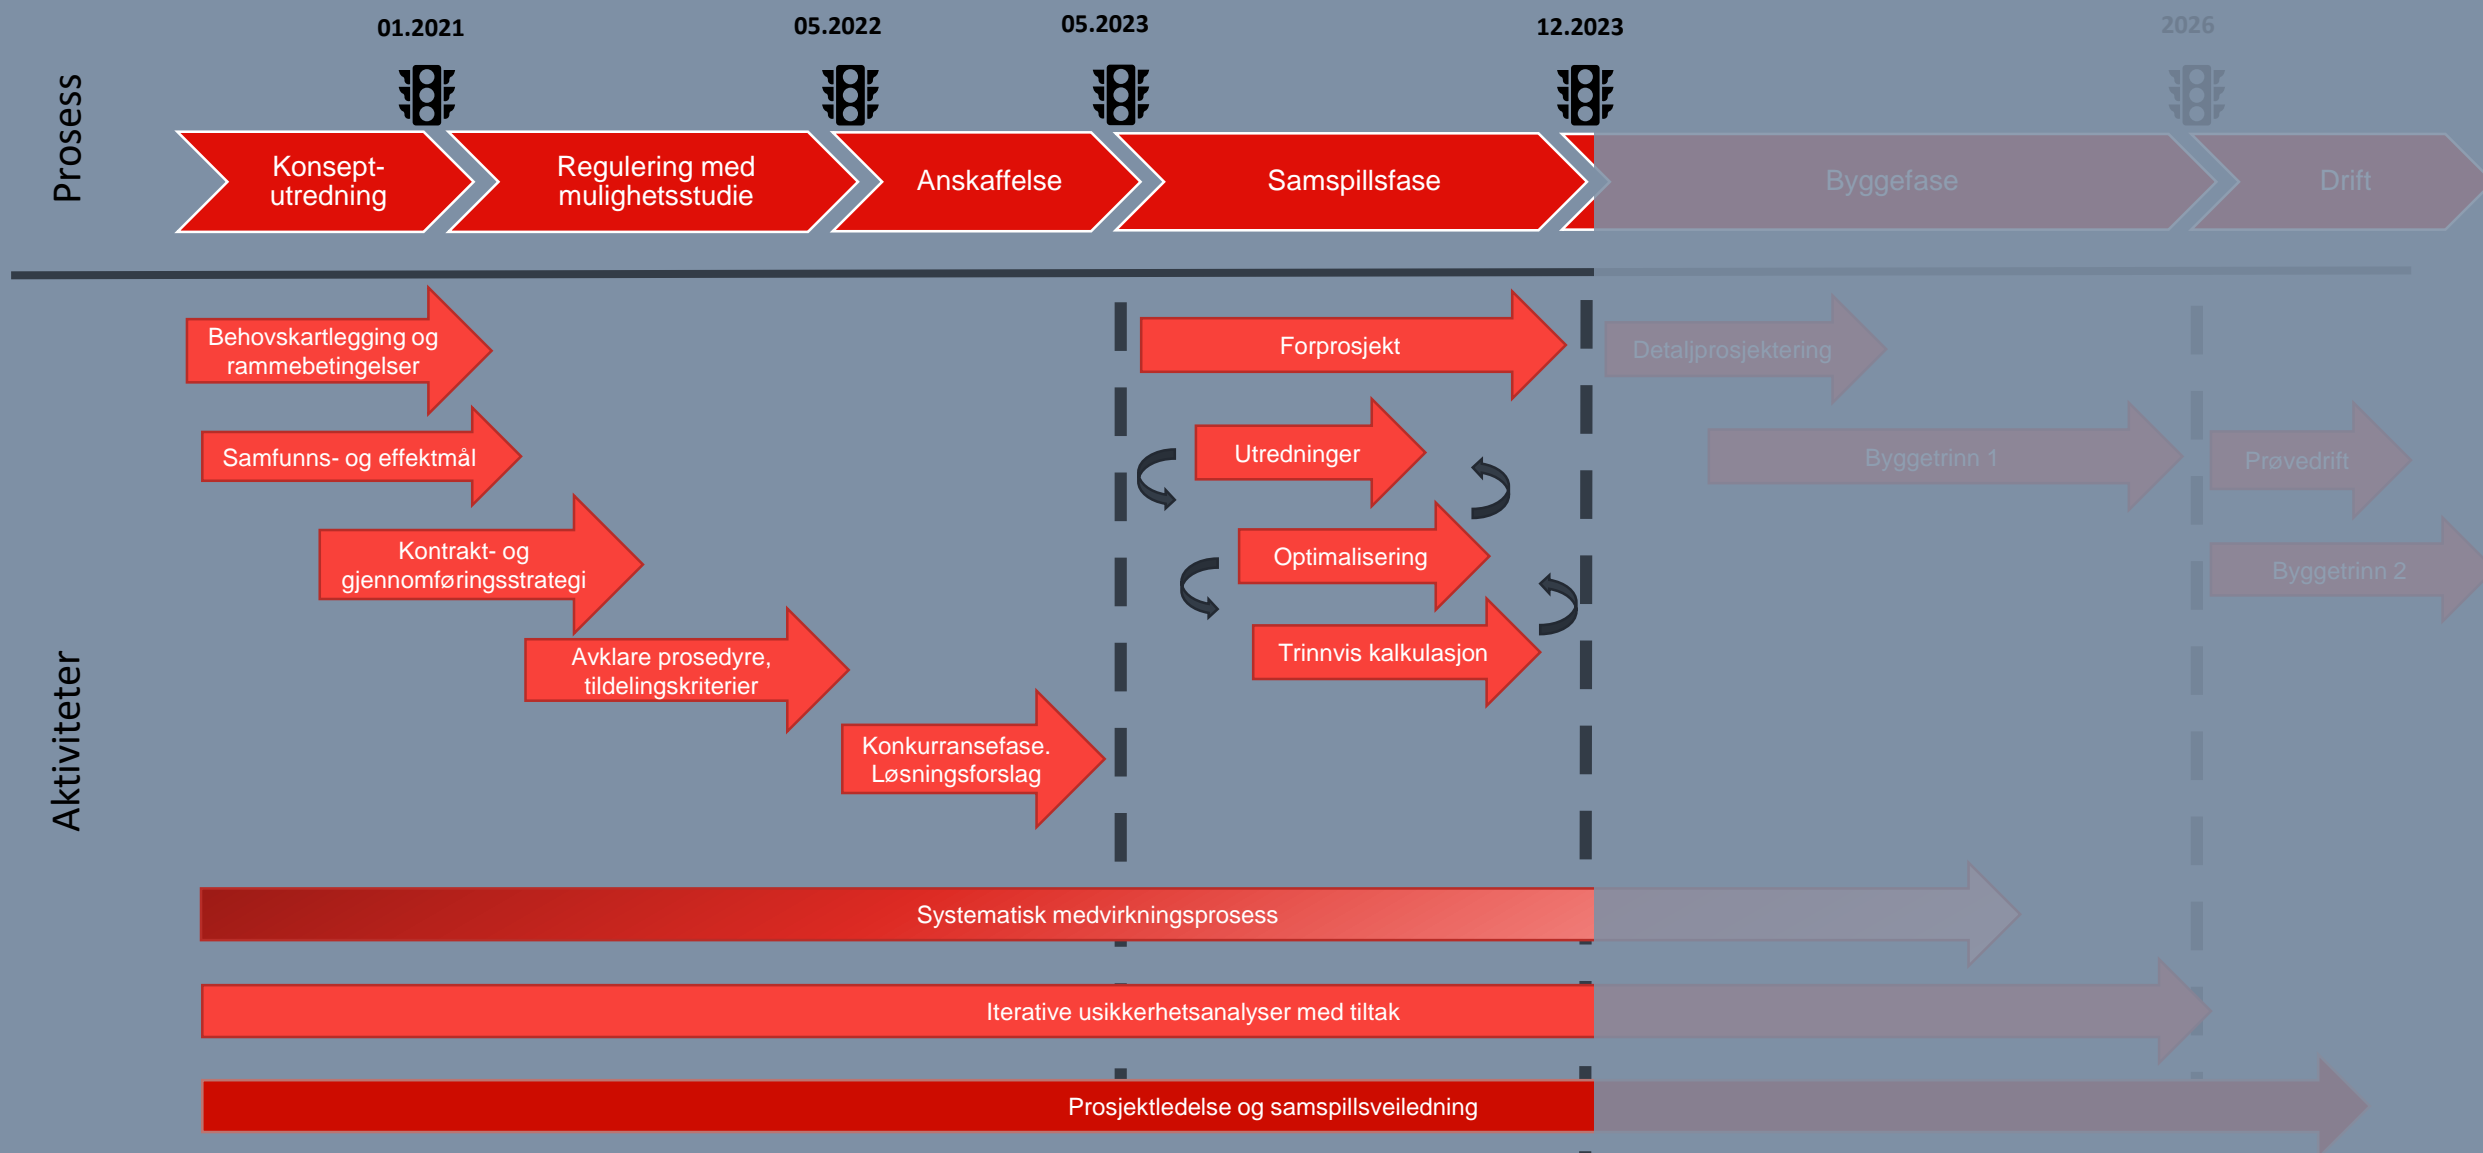 01.2021
05.2022
05.2023
12.2023
2026
Prosess
Konsept-
utredning
Regulering med
mulighetsstudie
Anskaffelse
Samspillsfase
Byggefase
Drift
Aktiviteter
Behovskartlegging og
rammebetingelser
Samfunns- og effektmål
Kontrakt- og
gjennomføringsstrategi
Avklare prosedyre,
tildelingskriterier
Konkurransefase.
Løsningsforslag
Forprosjekt
Utredninger
Optimalisering
Trinnvis kalkulasjon
Detaljprosjektering
Byggetrinn 1
Prøvedrift
Byggetrinn 2
Systematisk medvirkningsprosess
Iterative usikkerhetsanalyser med tiltak
Prosjektledelse og samspillsveiledning